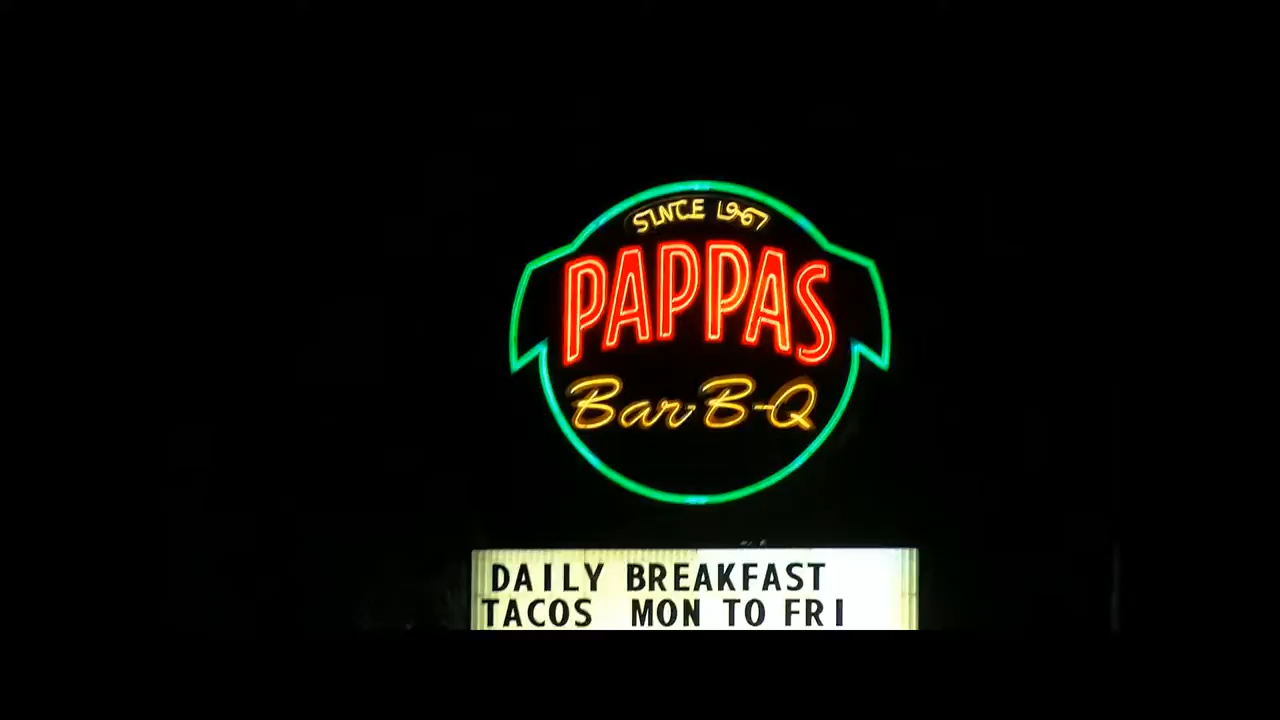 SINCE 1967
PAPPAS
Bar-B-Q
DAILY BREAKFAST
TACOS MON TO FRI